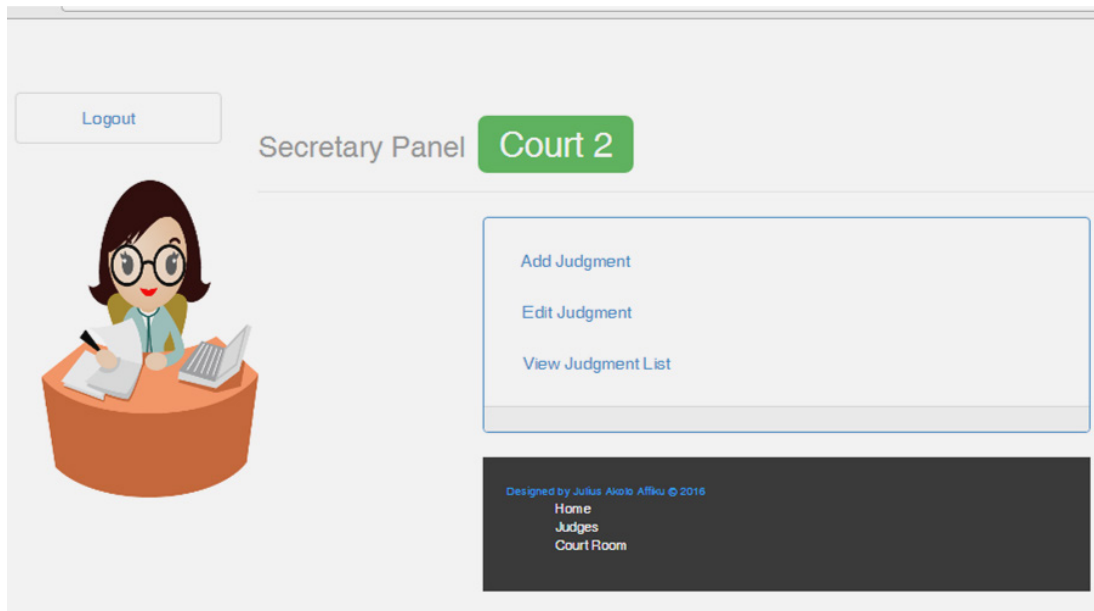 Logout
Secretary Panel Court 2
Add Judgment
Edit Judgment
View Judgment List
Designed by Julius Akolo Affiku © 2016
Home
Judges
Court Room